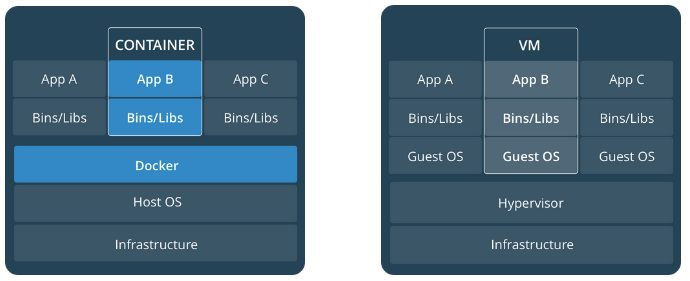 CONTAINER
App A App B App C
Bins/Libs Bins/Libs Bins/Libs
Docker
Host OS
Infrastructure
VM
App A App B App C
Bins/Libs Bins/Libs Bins/Libs
Guest OS Guest OS Guest OS
Hypervisor
Infrastructure